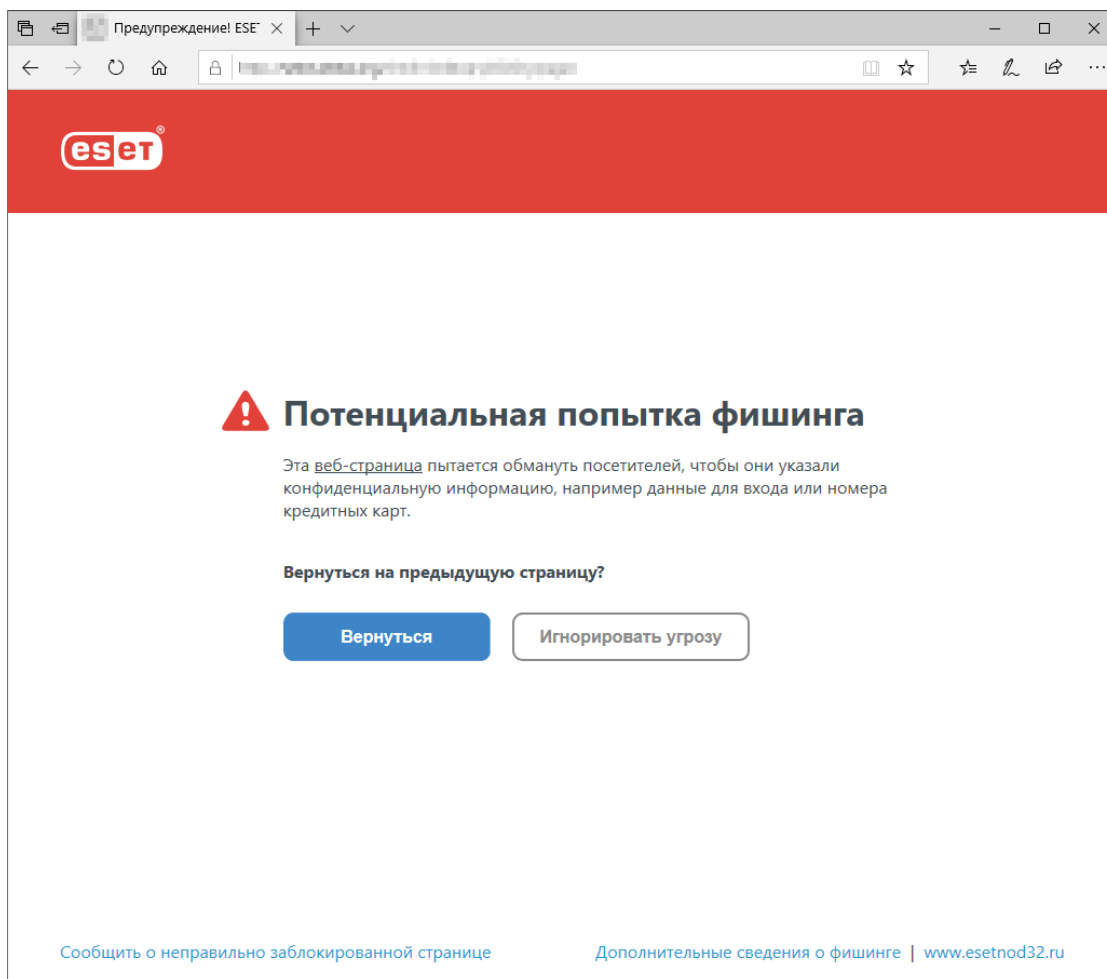 Предупреждение! ESET
eseT®
Потенциальная попытка фишинга
Эта веб-страница пытается обмануть посетителей, чтобы они указали
конфиденциальную информацию, например данные для входа или номера
кредитных карт.
Вернуться на предыдущую страницу?
Вернуться
Игнорировать угрозу
Сообщить о неправильно заблокированной странице
Дополнительные сведения о фишинге | www.esetnod32.ru